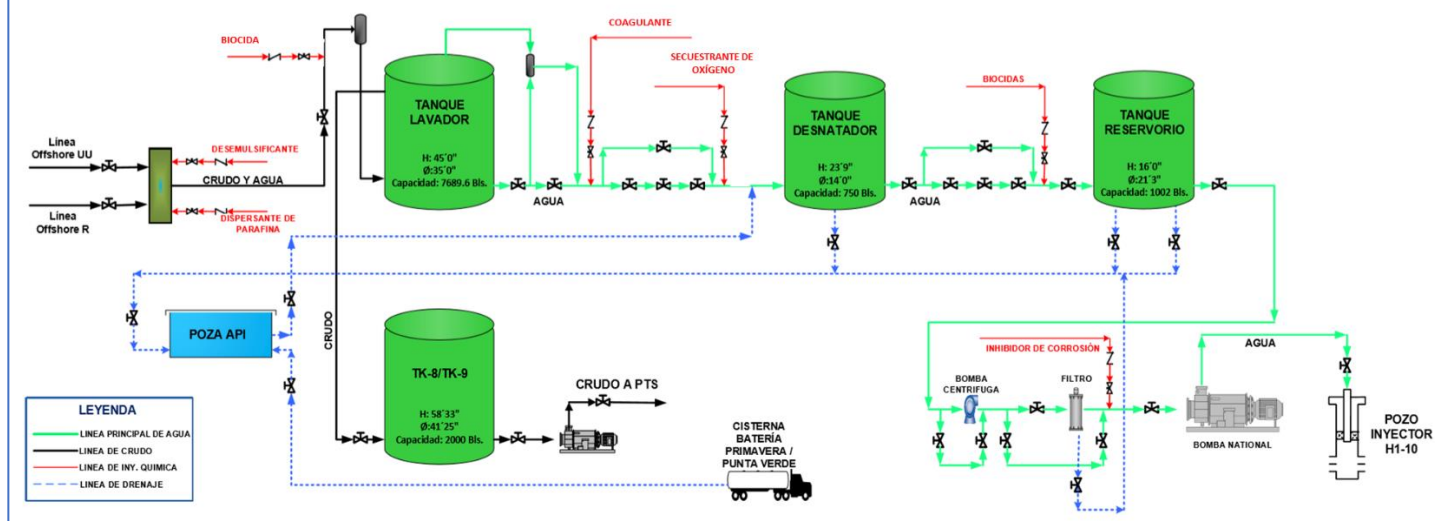 COAGULANTE
BIOCIDA
SECUESTRANTE DE
OXÍGENO
BIOCIDAS
TANQUE
LAVADOR
H: 45´0"
Ø:35´0"
Capacidad: 7689.6 Bls.
TANQUE
DESNATADOR
H: 23´9"
Ø:14´0"
Capacidad: 750 Bls.
TANQUE
RESERVORIO
H: 16´0"
Ø:21´3"
Capacidad: 1002 Bls.
Línea
Offshore UU
DESEMULSIFICANTE
CRUDO Y AGUA
Línea
Offshore R
DISPERSANTE DE
PARAFINA
AGUA
AGUA
POZA API
CRUDO
TK-8/TK-9
H: 58´33"
Ø:41´25"
Capacidad: 2000 Bls.
CRUDO A PTS
INHIBIDOR DE CORROSIÒN
AGUA
BOMBA
CENTRIFUGA
FILTRO
BOMBA NATIONAL
POZO
INYECTOR
H1-10
CISTERNA
BATERÍA
PRIMAVERA /
PUNTA VERDE
LEYENDA
LINEA PRINCIPAL DE AGUA
LINEA DE CRUDO
LINEA DE INY. QUIMICA
LINEA DE DRENAJE